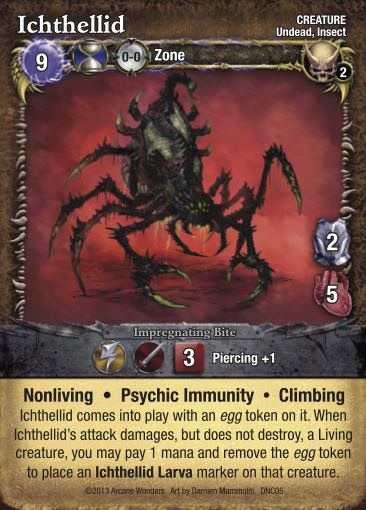 Ichthellid
CREATURE
Undead, Insect
9
0-0 Zone
2
2
5
Impregnating Bite
3 Piercing +1
Nonliving • Psychic Immunity • Climbing
Ichthellid comes into play with an egg token on it. When
Ichthellid's attack damages, but does not destroy, a Living
creature, you may pay 1 mana and remove the egg token
to place an Ichthellid Larva marker on that creature.
©2013 Arcane Wonders. Art by Damien Mammoliti. DNC05